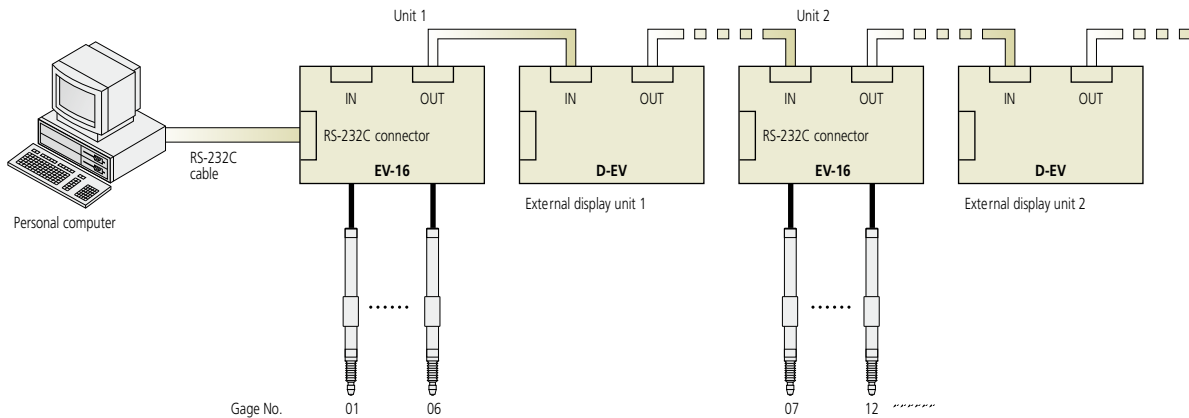 Unit 1
Unit 2
IN
OUT
IN
OUT
IN
OUT
IN
OUT
RS-232C connector
RS-232C connector
RS-232C
cable
EV-16
D-EV
EV-16
D-EV
Personal computer
External display unit 1
External display unit 2
Gage No.
01
06
07
12